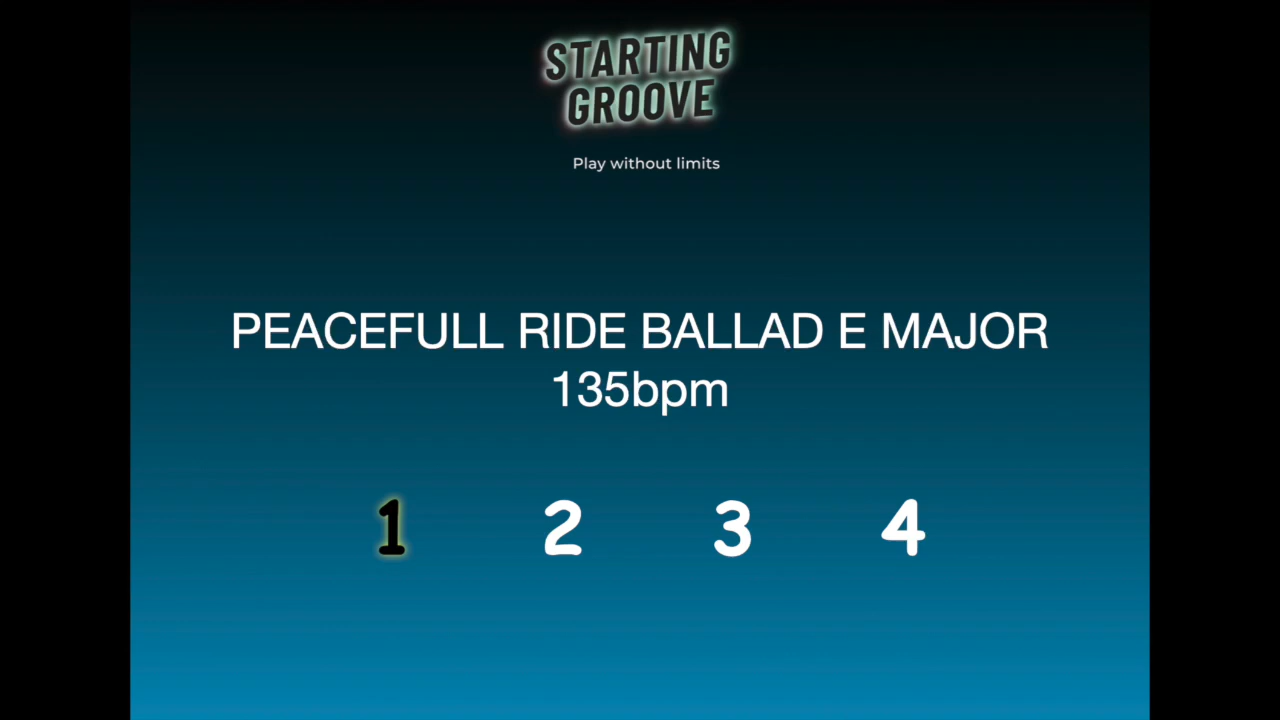 STARTING
GROOVE
Play without limits
PEACEFULL RIDE BALLAD E MAJOR
135bpm
1 2 3 4